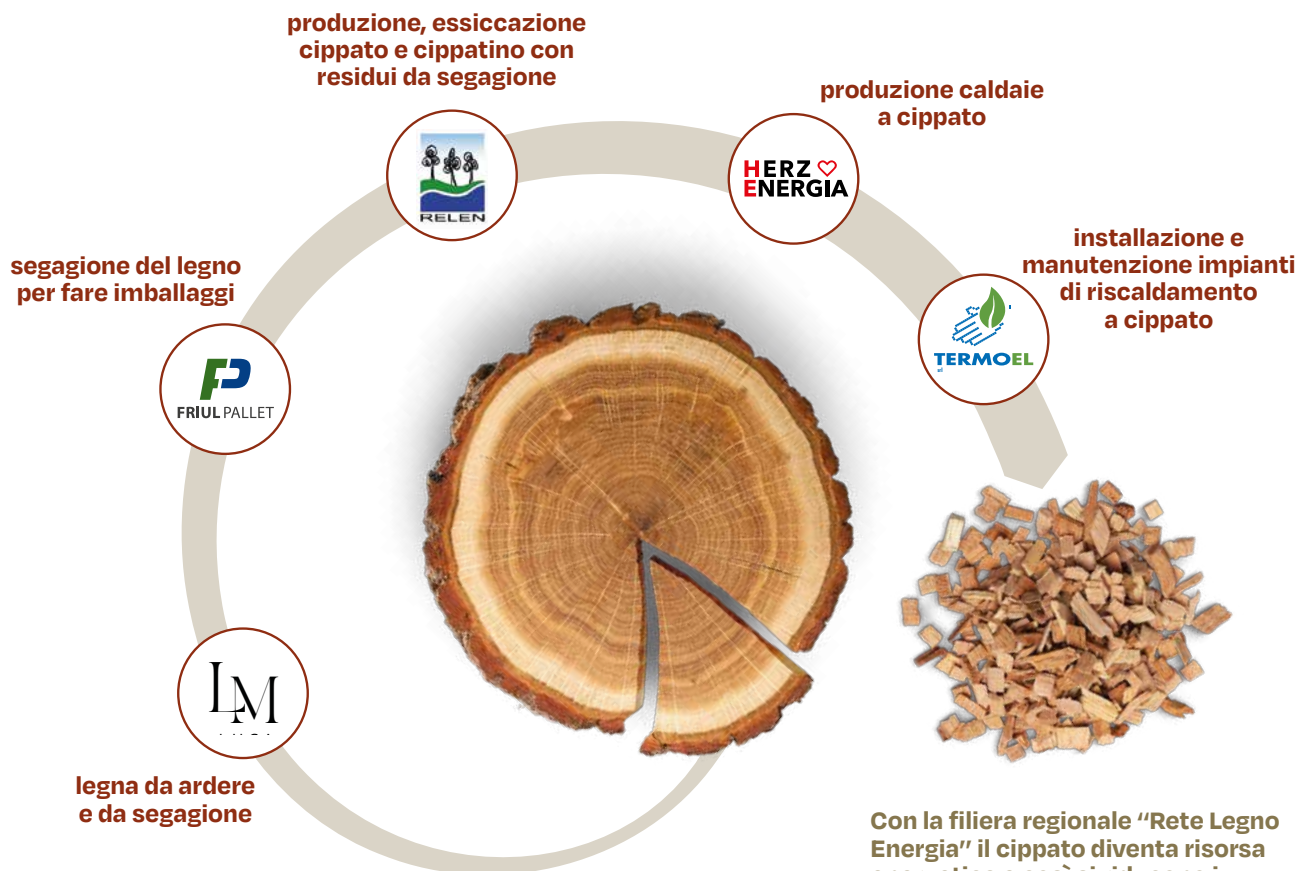 produzione, essiccazione
cippato e cippatino con
residui da segagione
produzione caldaie
a cippato
RELEN
HERZ
ENERGIA
installazione e
manutenzione impianti
di riscaldamento
a cippato
segagione del legno
per fare imballaggi
TERMOEL
FRIUL PALLET
LM
legna da ardere
e da segagione
Con la filiera regionale “Rete Legno
Energia” il cippato diventa risorsa